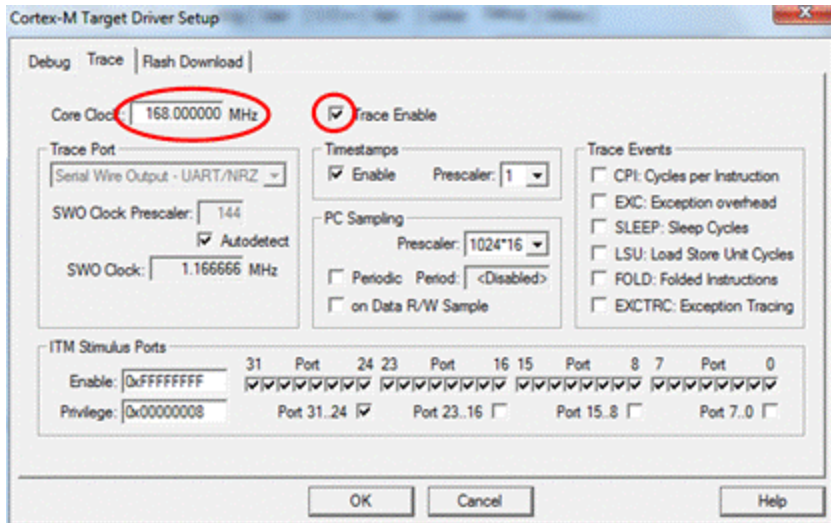 Cortex-M Target Driver Setup
Debug Trace Flash Download
Core Clock: 168.000000 MHz Trace Enable
Trace Port
Serial Wire Output - UART/NRZ
SWO Clock Prescaler: 144
Autodetect
SWO Clock: 1.166666 MHz
Timestamps
Enable Prescaler: 1
PC Sampling
Prescaler: 1024*16
Periodic Period: <Disabled>
on Data R/W Sample
Trace Events
CPI: Cycles per Instruction
EXC: Exception overhead
SLEEP: Sleep Cycles
LSU: Load Store Unit Cycles
FOLD: Folded Instructions
EXCTRC: Exception Tracing
ITM Stimulus Ports
31 Port 24 23 Port 16 15 Port 8 7 Port 0
Enable: 0xFFFFFFFF
Privilege: 0x00000008 Port 31..24 Port 23..16 Port 15..8 Port 7..0
OK Cancel Help